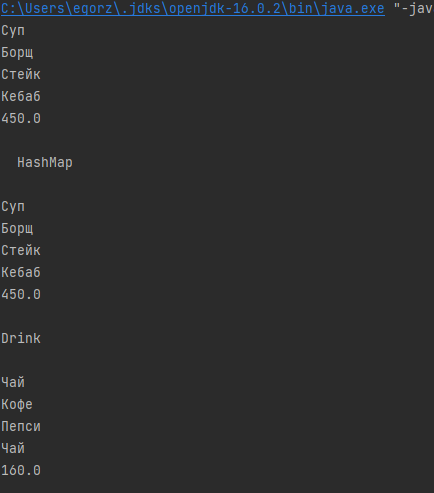 C:\Users\eqorz\.jdks\openjdk-16.0.2\bin\java.exe "-jav
Суп
Борщ
Стейк
Кебаб
450.0
HashMap
Суп
Борщ
Стейк
Кебаб
450.0
Drink
Чай
Кофе
Пепси
Чай
160.0